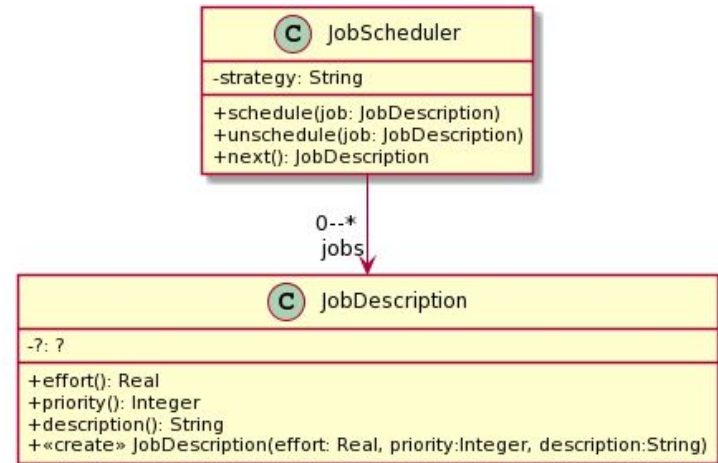 C JobScheduler
-strategy: String
+schedule(job: JobDescription)
+unschedule(job: JobDescription)
+next(): JobDescription
0--*
jobs
C JobDescription
-?: ?
+effort(): Real
+priority(): Integer
+description(): String
+«create» JobDescription(effort: Real, priority:Integer, description:String)